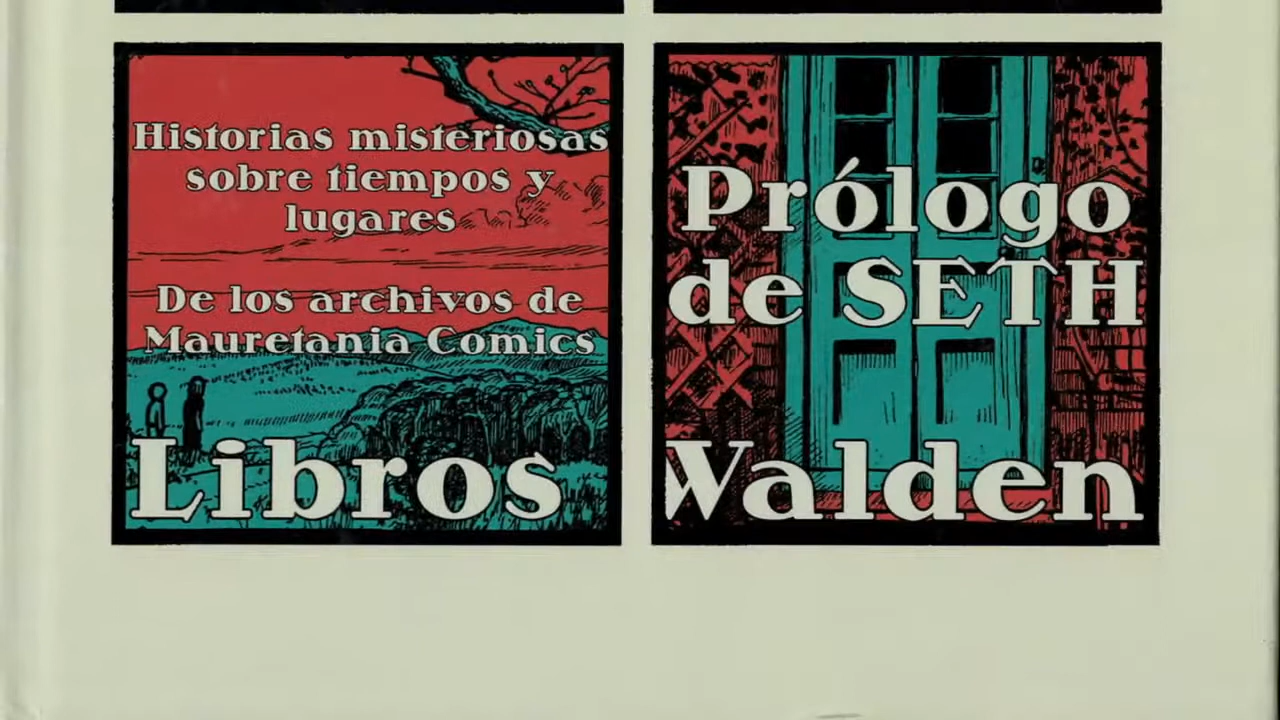 Historias misteriosas
sobre tiempos y
lugares
De los archivos de
Mauretania Comics
Libros
Prólogo
de SETH
Walden